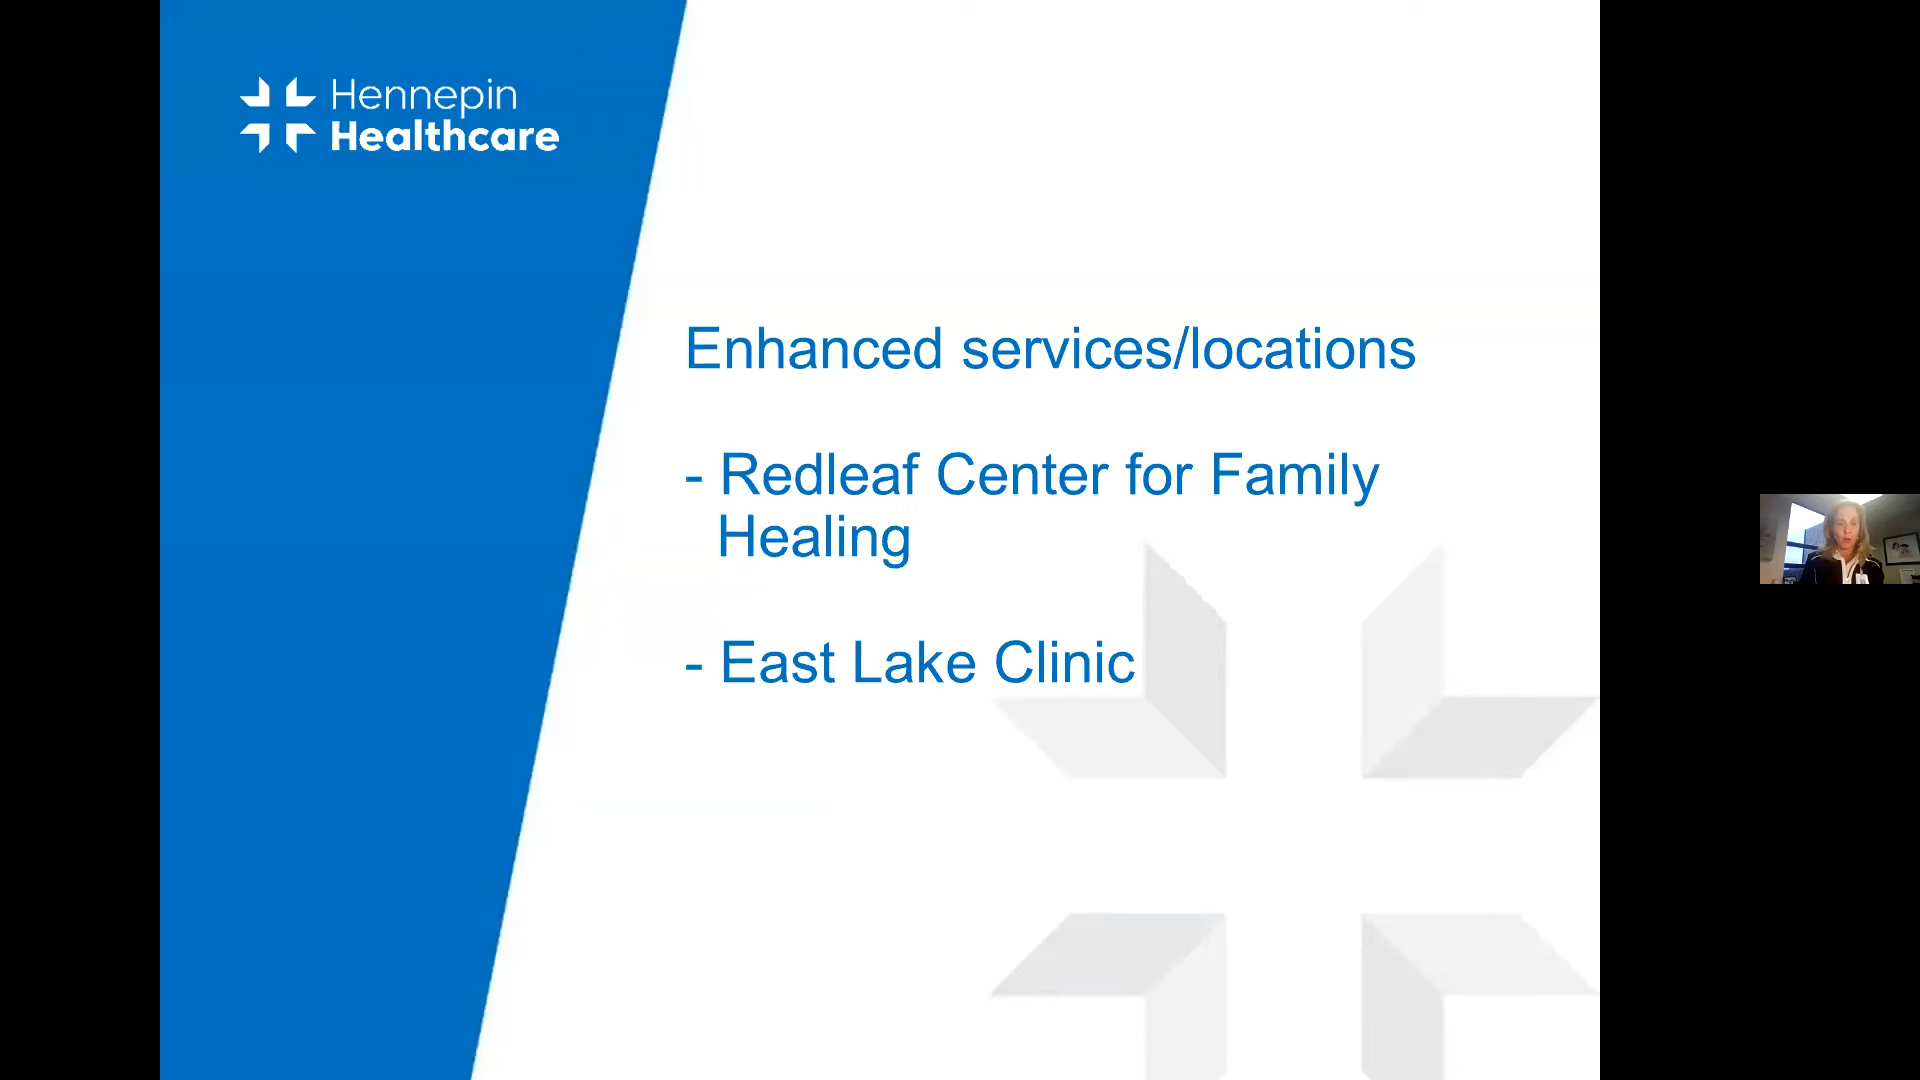 Hennepin
Healthcare
Enhanced services/locations
- Redleaf Center for Family
Healing
- East Lake Clinic